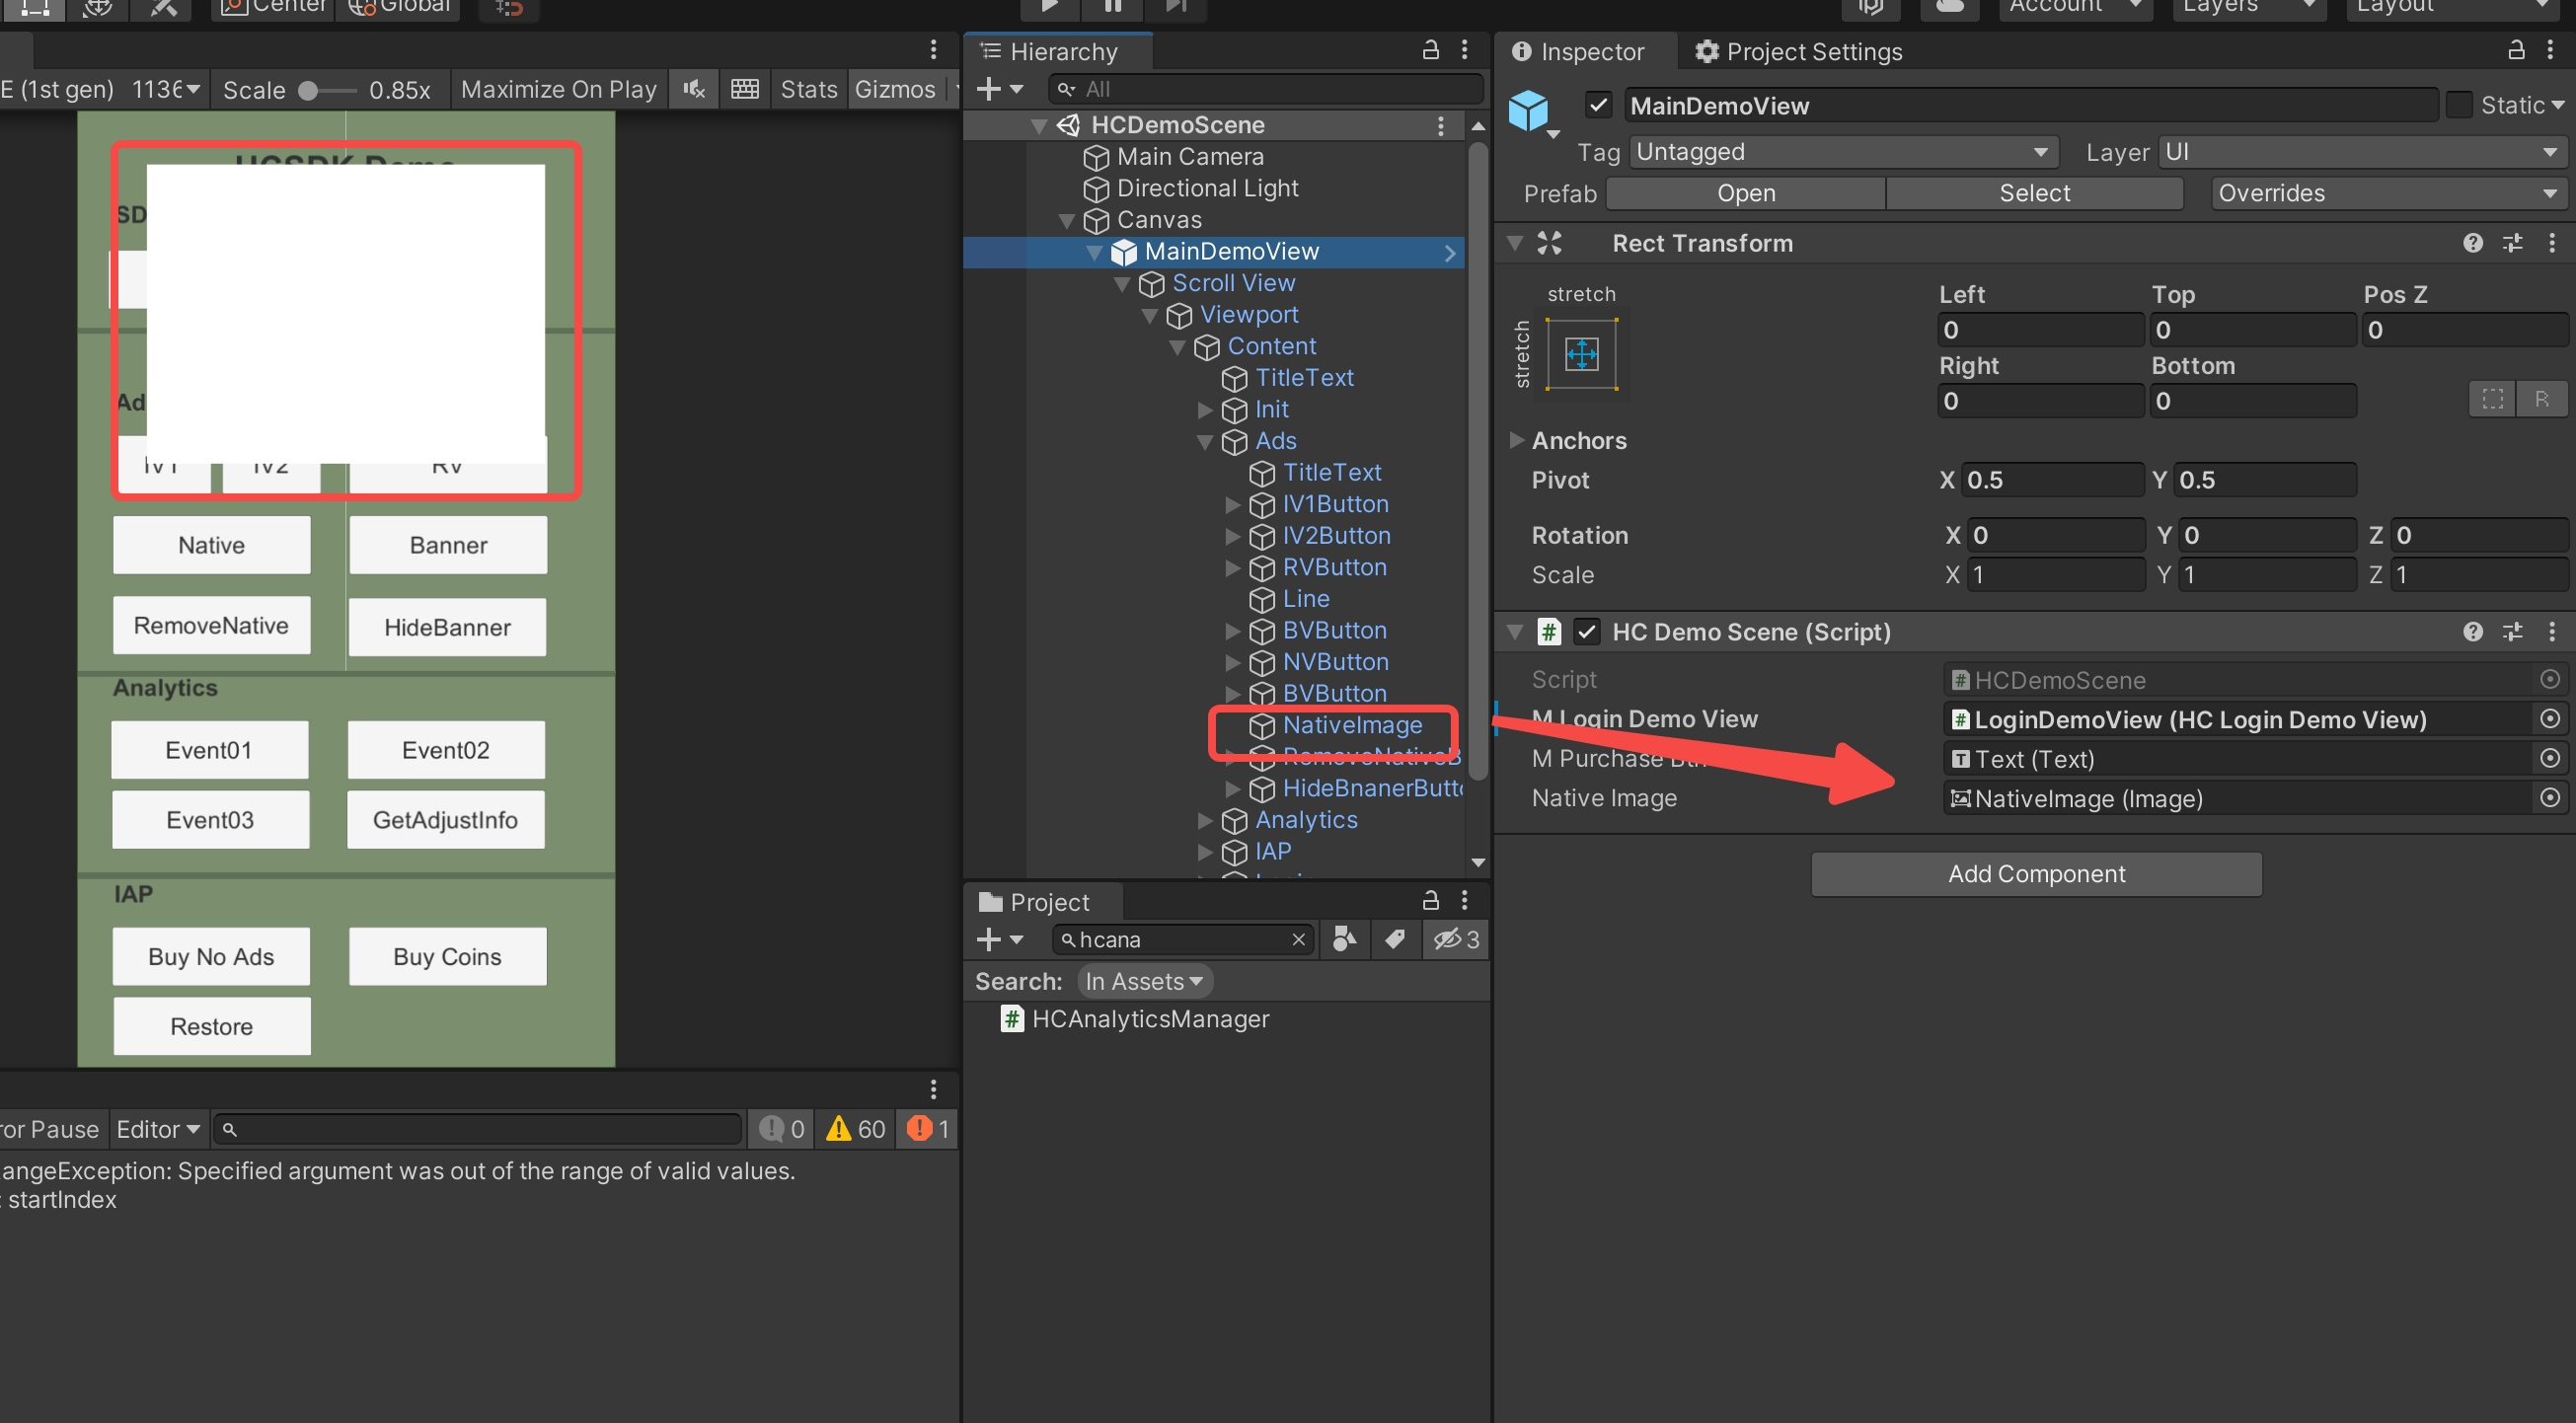 Center
Global
Account
Layers
Layout
E (1st gen)
Scale
0.85x
Maximize On Play
Stats
Gizmos
SD
Ad
IV1
IV2
RV
Native
Banner
RemoveNative
HideBanner
Analytics
Event01
Event02
Event03
GetAdjustInfo
IAP
Buy No Ads
Buy Coins
Restore
ror Pause
Editor
0
60
1
angeException: Specified argument was out of the range of valid values.
: startIndex
Hierarchy
All
HCDemoScene
Main Camera
Directional Light
Canvas
MainDemoView
Scroll View
Viewport
Content
TitleText
Init
Ads
TitleText
IV1Button
IV2Button
RVButton
Line
BVButton
NVButton
BVButton
NativeImage
RemoveNativeB
HideBnanerButto
Analytics
IAP
Project
hcana
3
Search:
In Assets
HCAnalyticsManager
Inspector
Project Settings
MainDemoView
Static
Tag
Untagged
Layer
UI
Prefab
Open
Select
Overrides
Rect Transform
stretch
stretch
Left
Top
Pos Z
0
0
0
Right
Bottom
0
0
R
Anchors
Pivot
X 0.5
Y 0.5
Rotation
X 0
Y 0
Z 0
Scale
X 1
Y 1
Z 1
HC Demo Scene (Script)
Script
HCDemoScene
M Login Demo View
LoginDemoView (HC Login Demo View)
M Purchase
Text (Text)
Native Image
NativeImage (Image)
Add Component